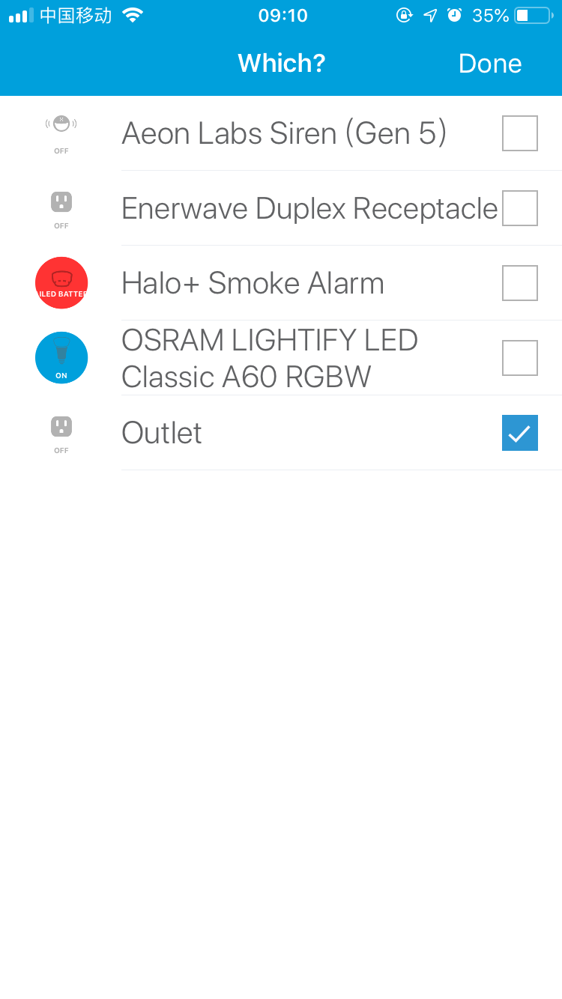 中国移动 09:10 35%
Which? Done
Aeon Labs Siren (Gen 5)
OFF
Enerwave Duplex Receptacle
OFF
Halo+ Smoke Alarm
OSRAM LIGHTIFY LED
Classic A60 RGBW
ON
Outlet
OFF